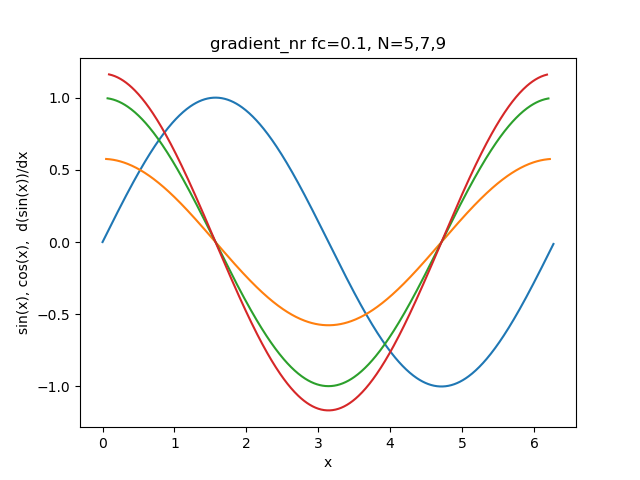 gradient_nr fc=0.1, N=5,7,9
sin(x), cos(x),  d(sin(x))/dx
1.0
0.5
0.0
−0.5
−1.0
0 1 2 3 4 5 6
x